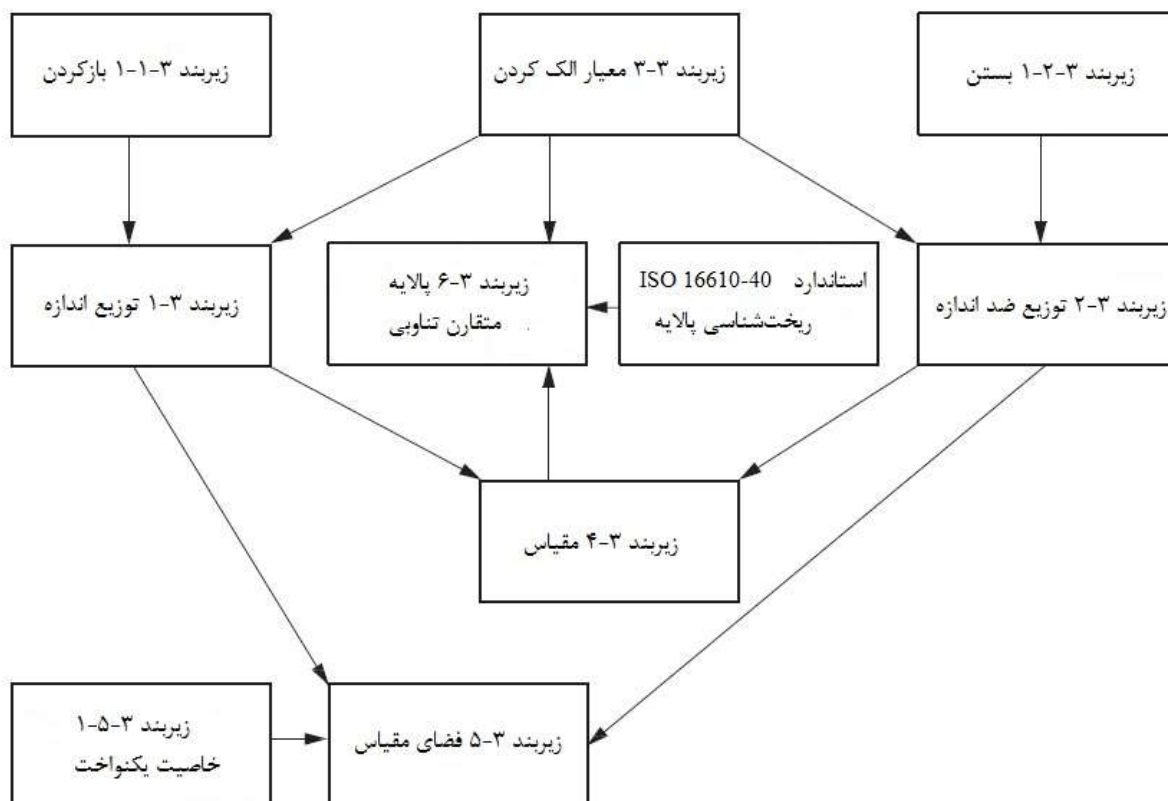 زیربند ۳-۱-۱ بازکردن
زیربند ۳-۳ معیار الک کردن
زیربند ۳-۲-۱ بستن
زیربند ۳-۱ توزیع اندازه
زیربند ۳-۶ پالایه
متقارن تناوبی .
استاندارد ISO 16610-40
ریخت‌شناسی پالایه
زیربند ۳-۲ توزیع ضد اندازه
زیربند ۳-۴ مقیاس
زیربند ۳-۵-۱
خاصیت یکنواخت
زیربند ۳-۵ فضای مقیاس